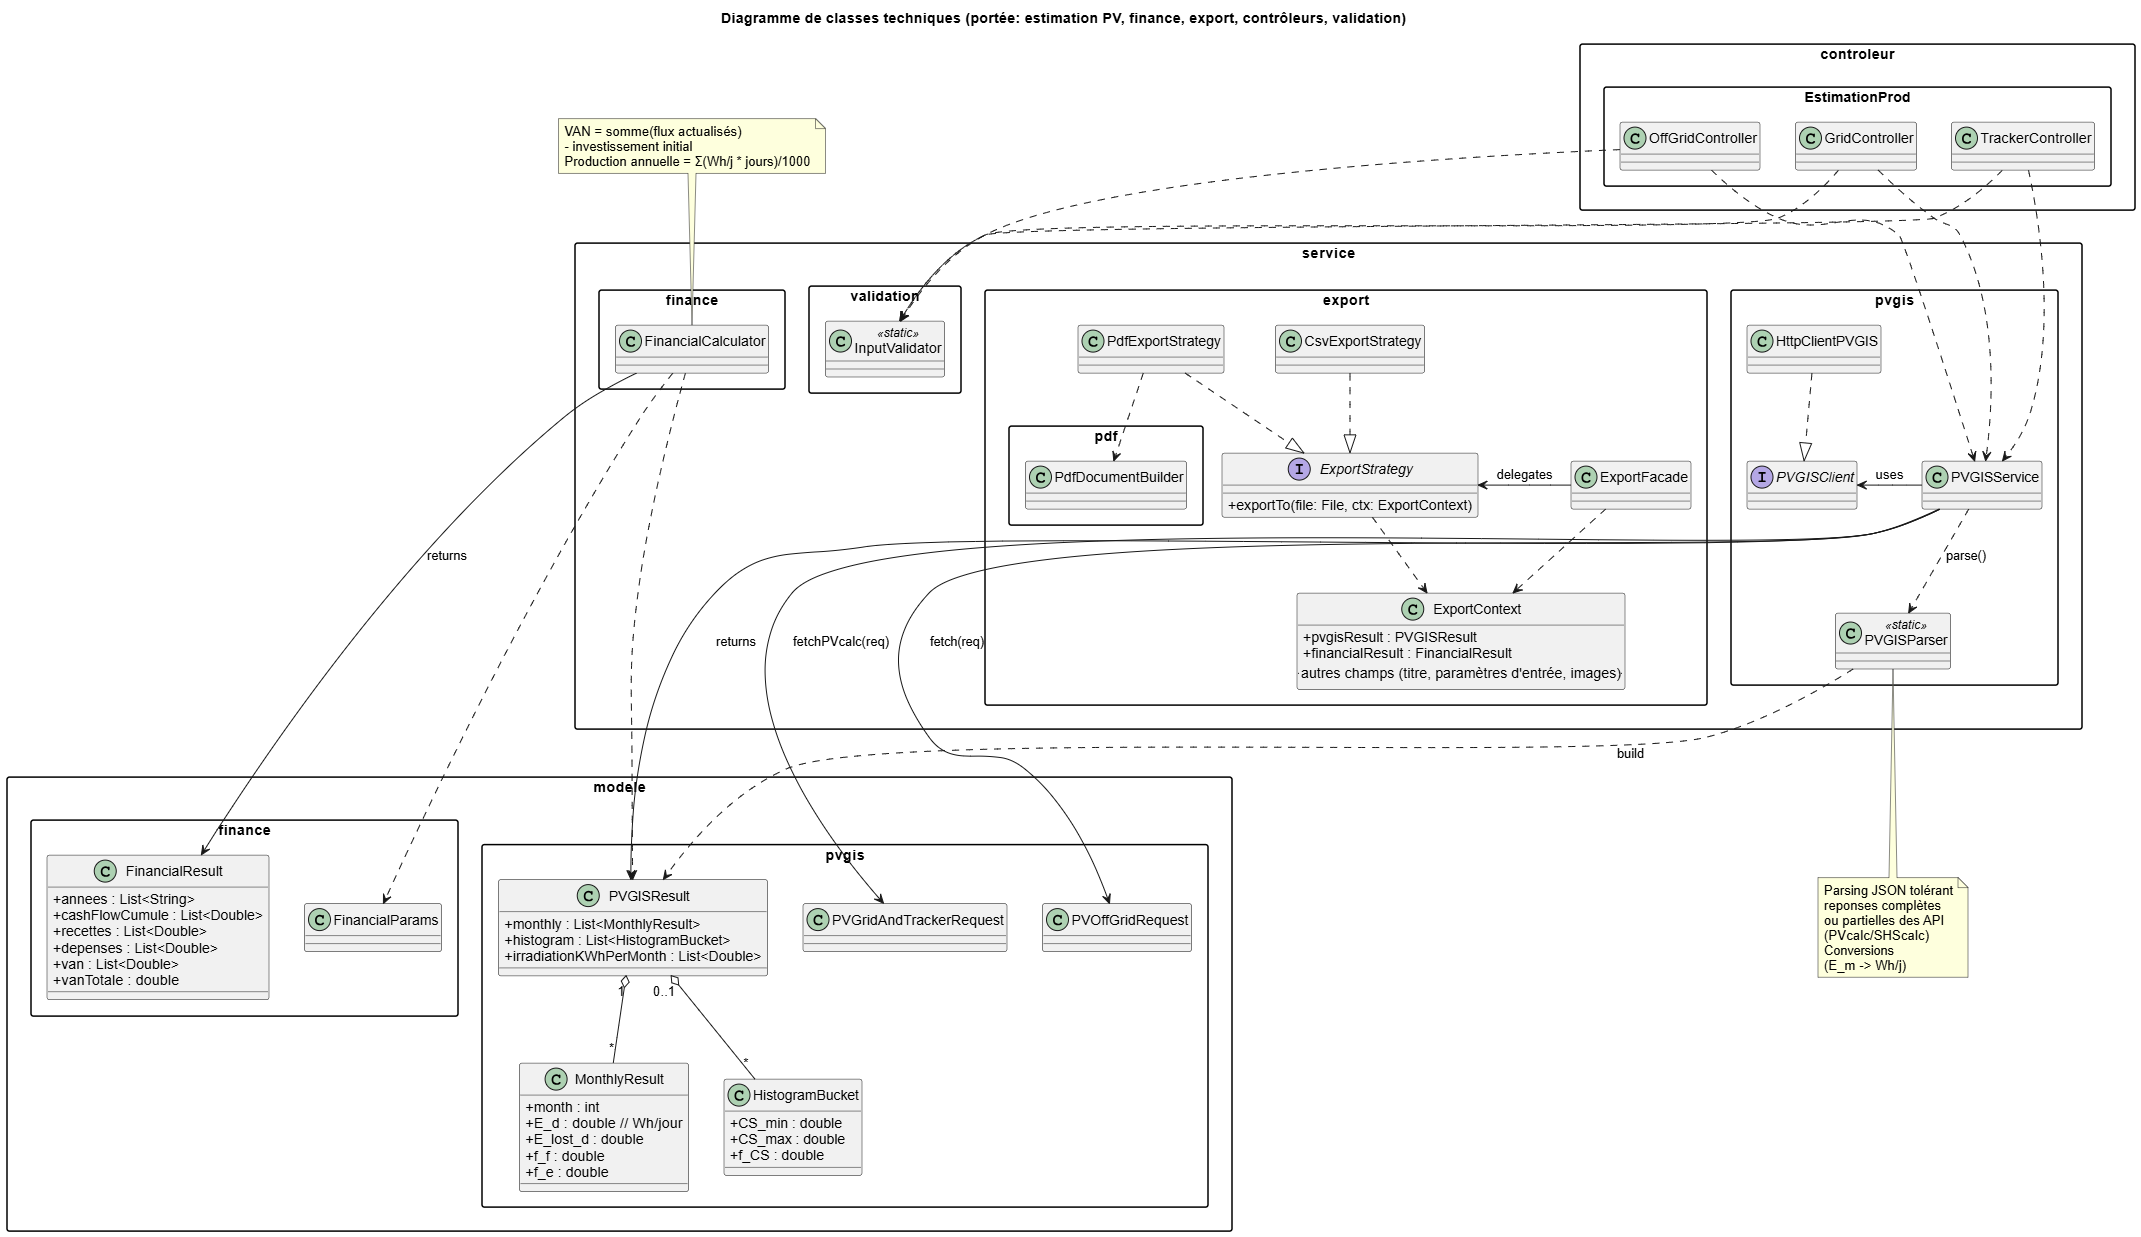 Diagramme de classes techniques (portée: estimation PV, finance, export, contrôleurs, validation)
controleur
EstimationProd
C OffGridController
C GridController
C TrackerController
VAN = somme(flux actualisés)
- investissement initial
Production annuelle = Σ(Wh/j * jours)/1000
service
finance
C FinancialCalculator
validation
C «static»
InputValidator
export
C PdfExportStrategy
C CsvExportStrategy
pdf
C PdfDocumentBuilder
I ExportStrategy
+exportTo(file: File, ctx: ExportContext)
delegates
C ExportFacade
C ExportContext
+pvgisResult : PVGISResult
+financialResult : FinancialResult
autres champs (titre, paramètres d'entrée, images)
pvgis
C HttpClientPVGIS
I PVGISClient
uses
C PVGISService
parse()
C «static»
PVGISParser
returns
returns
fetchPVcalc(req)
fetch(req)
build
modele
finance
C FinancialResult
+annees : List<String>
+cashFlowCumule : List<Double>
+recettes : List<Double>
+depenses : List<Double>
+van : List<Double>
+vanTotale : double
C FinancialParams
pvgis
C PVGISResult
+monthly : List<MonthlyResult>
+histogram : List<HistogramBucket>
+irradiationKWhPerMonth : List<Double>
C PVGridAndTrackerRequest
C PVOffGridRequest
1
0..1
*
*
C MonthlyResult
+month : int
+E_d : double // Wh/jour
+E_lost_d : double
+f_f : double
+f_e : double
C HistogramBucket
+CS_min : double
+CS_max : double
+f_CS : double
Parsing JSON tolérant
reponses complètes
ou partielles des API
(PVcalc/SHScalc)
Conversions
(E_m -> Wh/j)